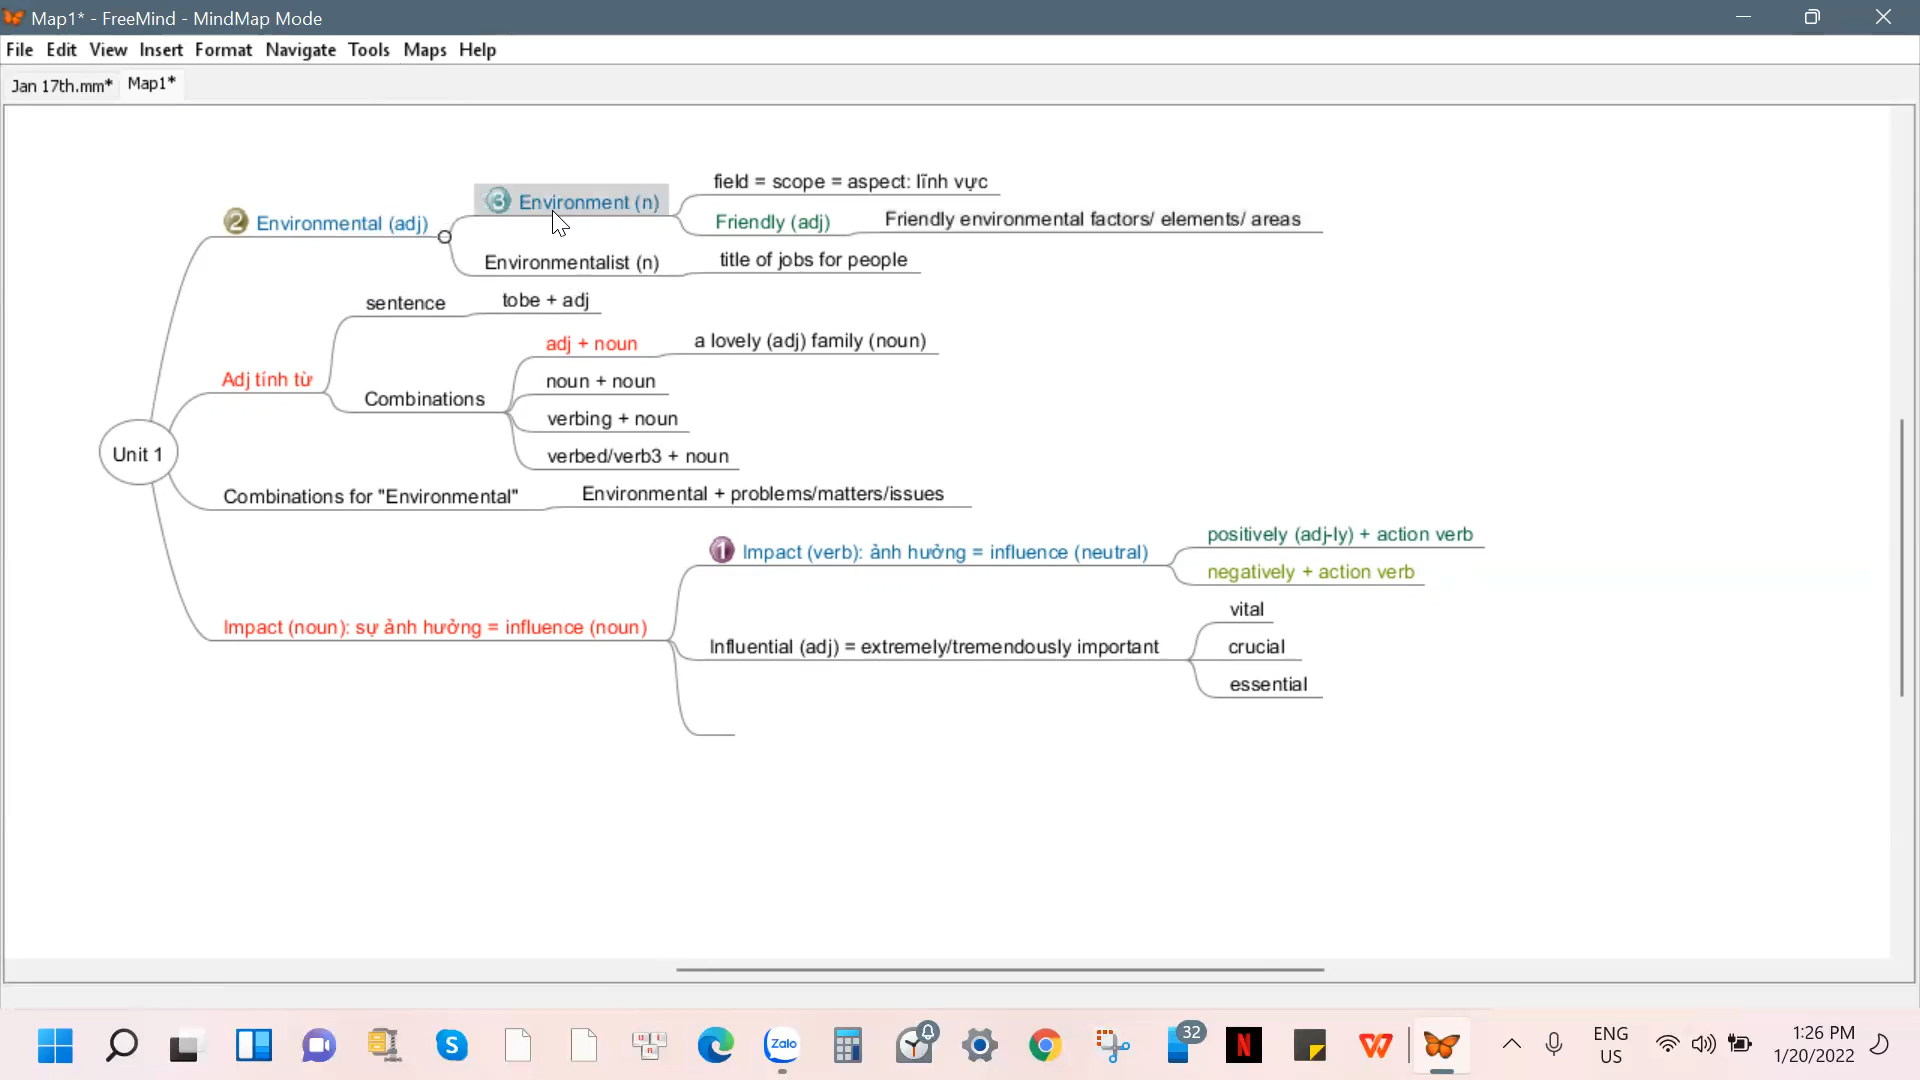 Map1* - FreeMind - MindMap Mode
File Edit View Insert Format Navigate Tools Maps Help
Jan 17th.mm* Map1*
field = scope = aspect: lĩnh vực
3 Environment (n)
2 Environmental (adj)
Friendly (adj) Friendly environmental factors/ elements/ areas
Environmentalist (n) title of jobs for people
sentence tobe + adj
adj + noun a lovely (adj) family (noun)
Adj tính từ
noun + noun
Combinations
verbing + noun
Unit 1
verbed/verb3 + noun
Combinations for "Environmental" Environmental + problems/matters/issues
positively (adj-ly) + action verb
1 Impact (verb): ảnh hưởng = influence (neutral)
negatively + action verb
vital
Impact (noun): sự ảnh hưởng = influence (noun)
Influential (adj) = extremely/tremendously important
crucial
essential
Zalo
32
N
W
ENG
US
1:26 PM
1/20/2022